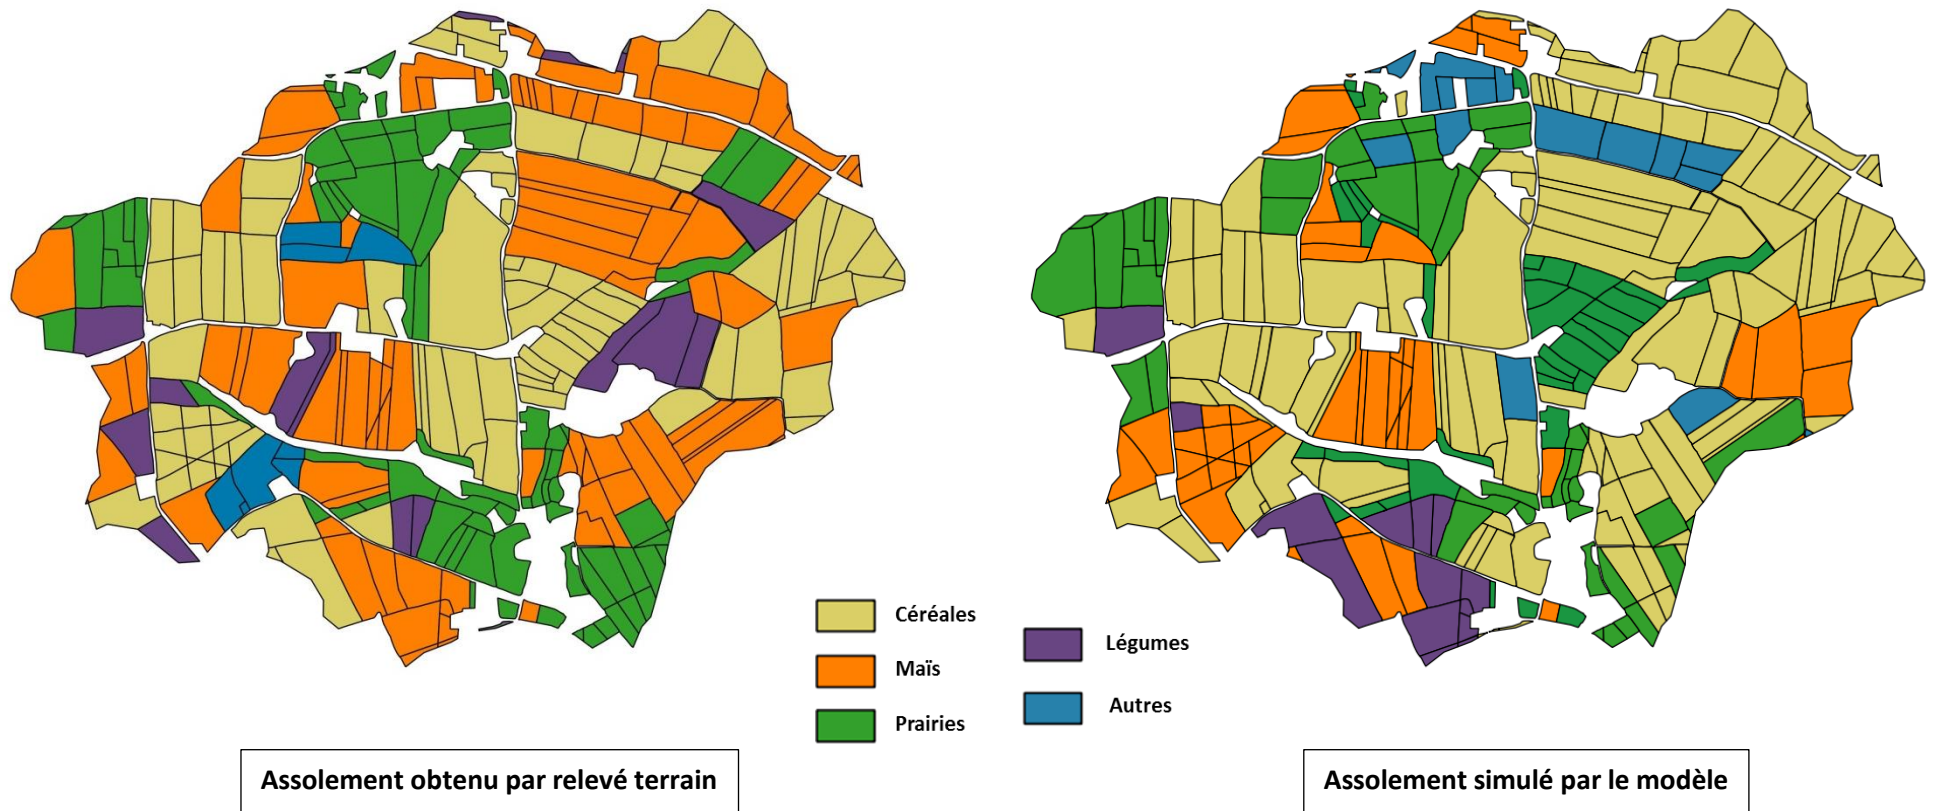 Céréales
Maïs
Prairies
Légumes
Autres
Assolement obtenu par relevé terrain
Assolement simulé par le modèle